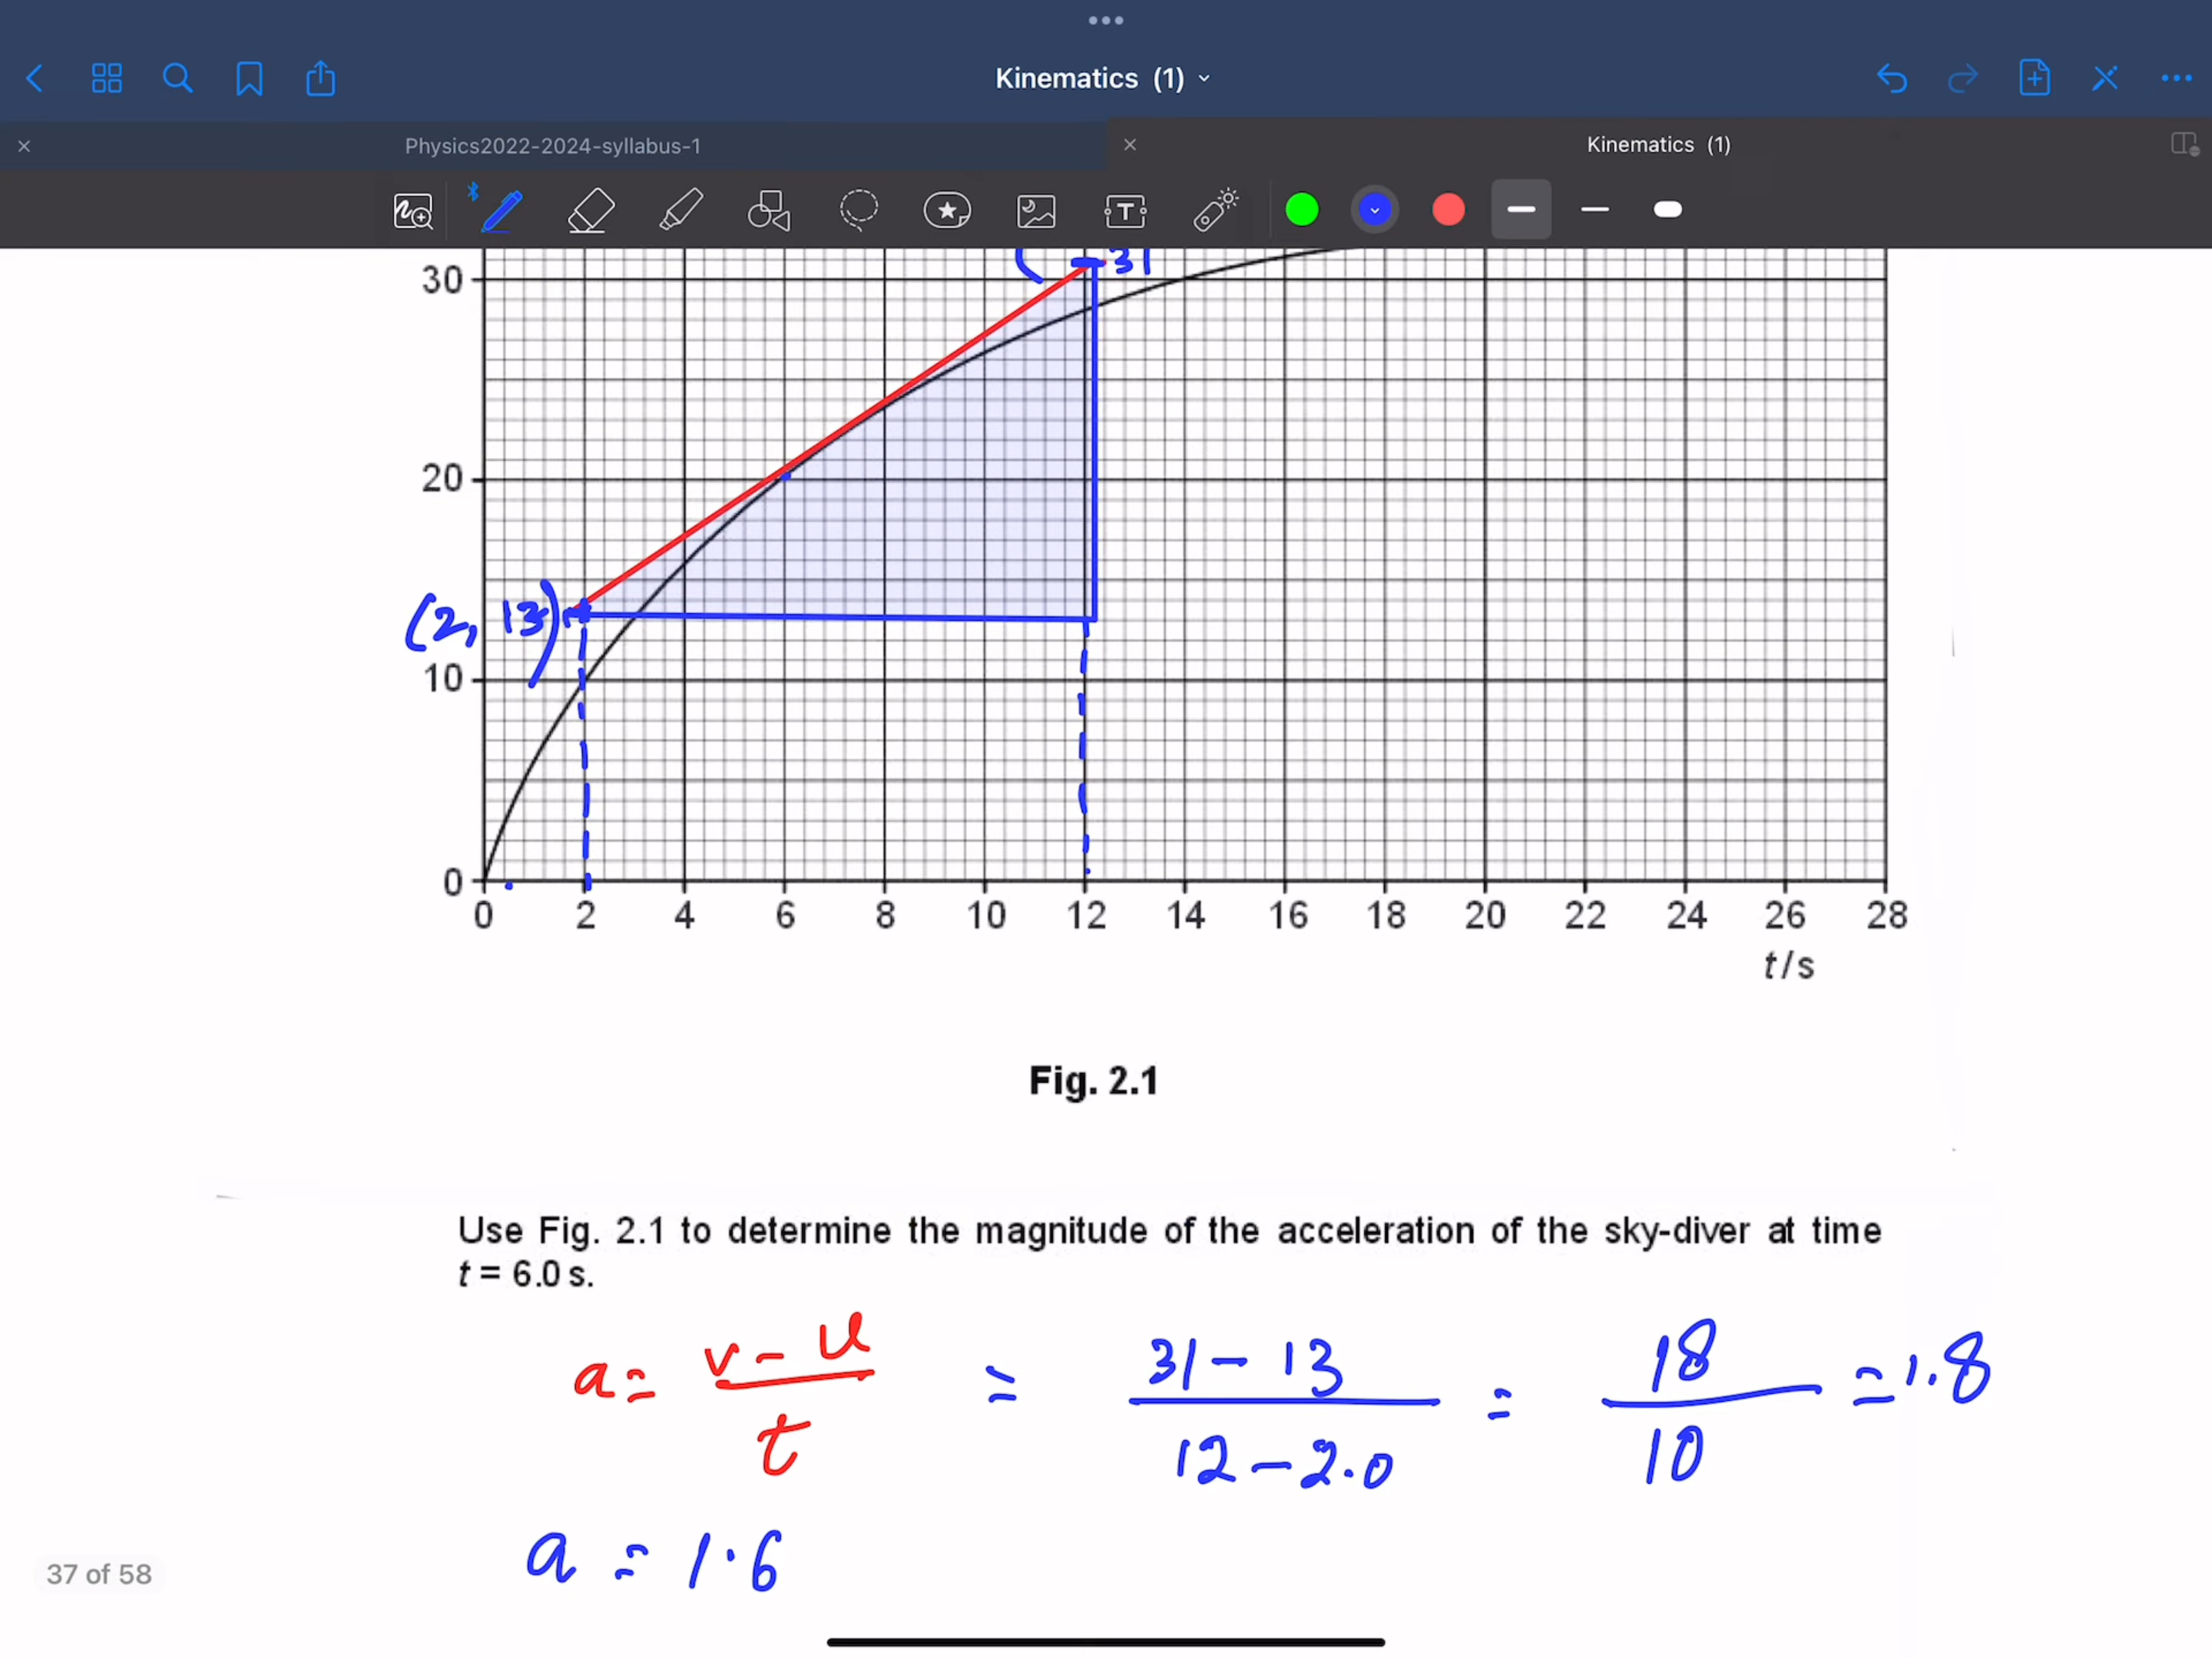 Kinematics (1)
Physics2022-2024-syllabus-1
Kinematics (1)
T
( 31
30
20
(2, 13)
10
0
0 2 4 6 8 10 12 14 16 18 20 22 24 26 28
t/s
Fig. 2.1
Use Fig. 2.1 to determine the magnitude of the acceleration of the sky-diver at time
t = 6.0 s.
a = v - u / t = 31 - 13 / 12 - 2.0 = 18 / 10 = 1.8
a = 1.6
37 of 58